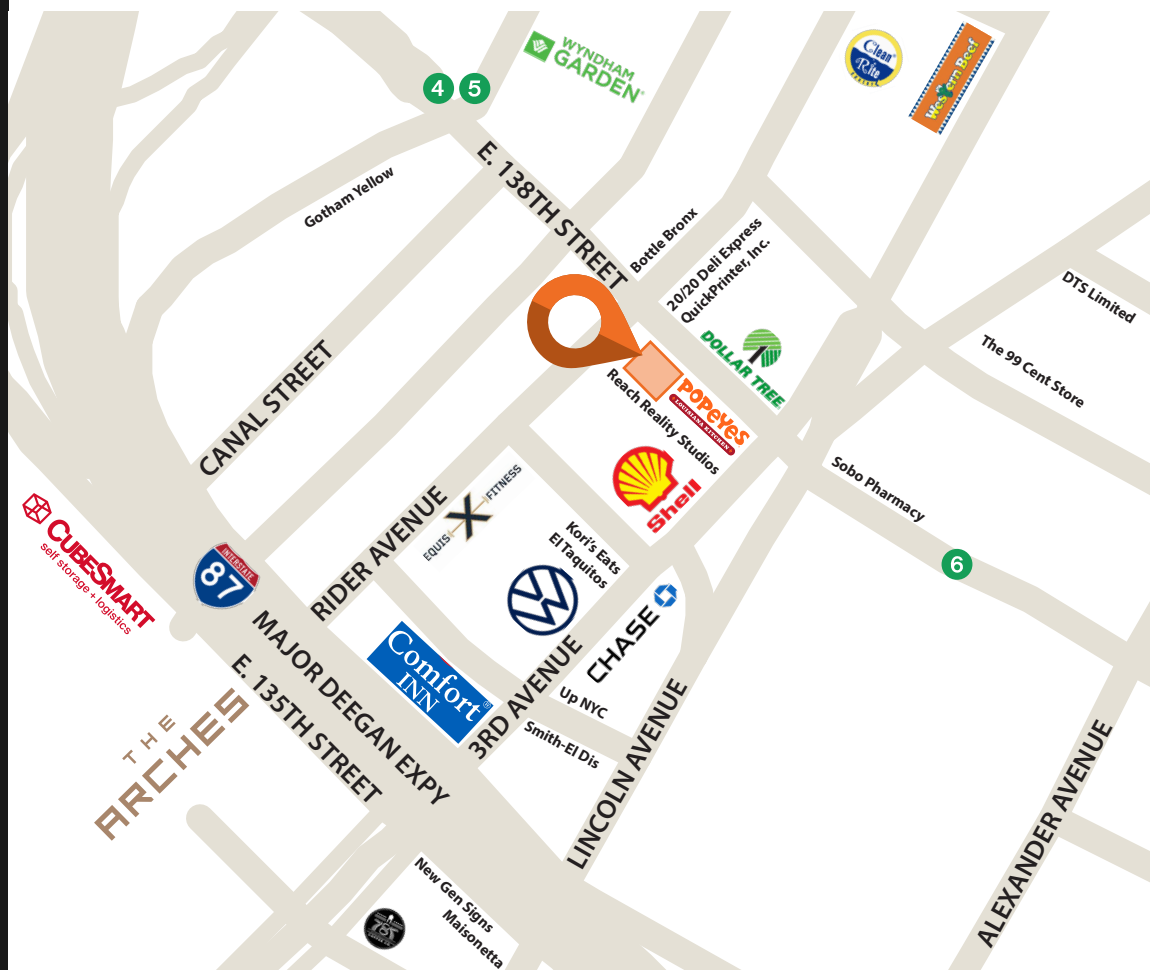 WYNDHAM
GARDEN
4
5
Clean
Rite
Western Beef
E. 138TH STREET
Gotham Yellow
Bottle Bronx
20/20 Deli Express
QuickPrinter, Inc.
DTS Limited
DOLLAR TREE
1
The 99 Cent Store
CANAL STREET
POPEYES
LOUISIANA KITCHEN
Reach Reality Studios
Shell
Sobo Pharmacy
6
CUBESMART
self storage + logistics
INTERSTATE
87
RIDER AVENUE
EQUIS
X
FITNESS
Kori's Eats
El Taquitos
VW
CHASE
Comfort
INN
MAJOR DEEGAN EXPY
E. 135TH STREET
3RD AVENUE
Up NYC
Smith-El Dis
LINCOLN AVENUE
ALEXANDER AVENUE
THE
ARCHES
New Gen Signs
Maisonetta